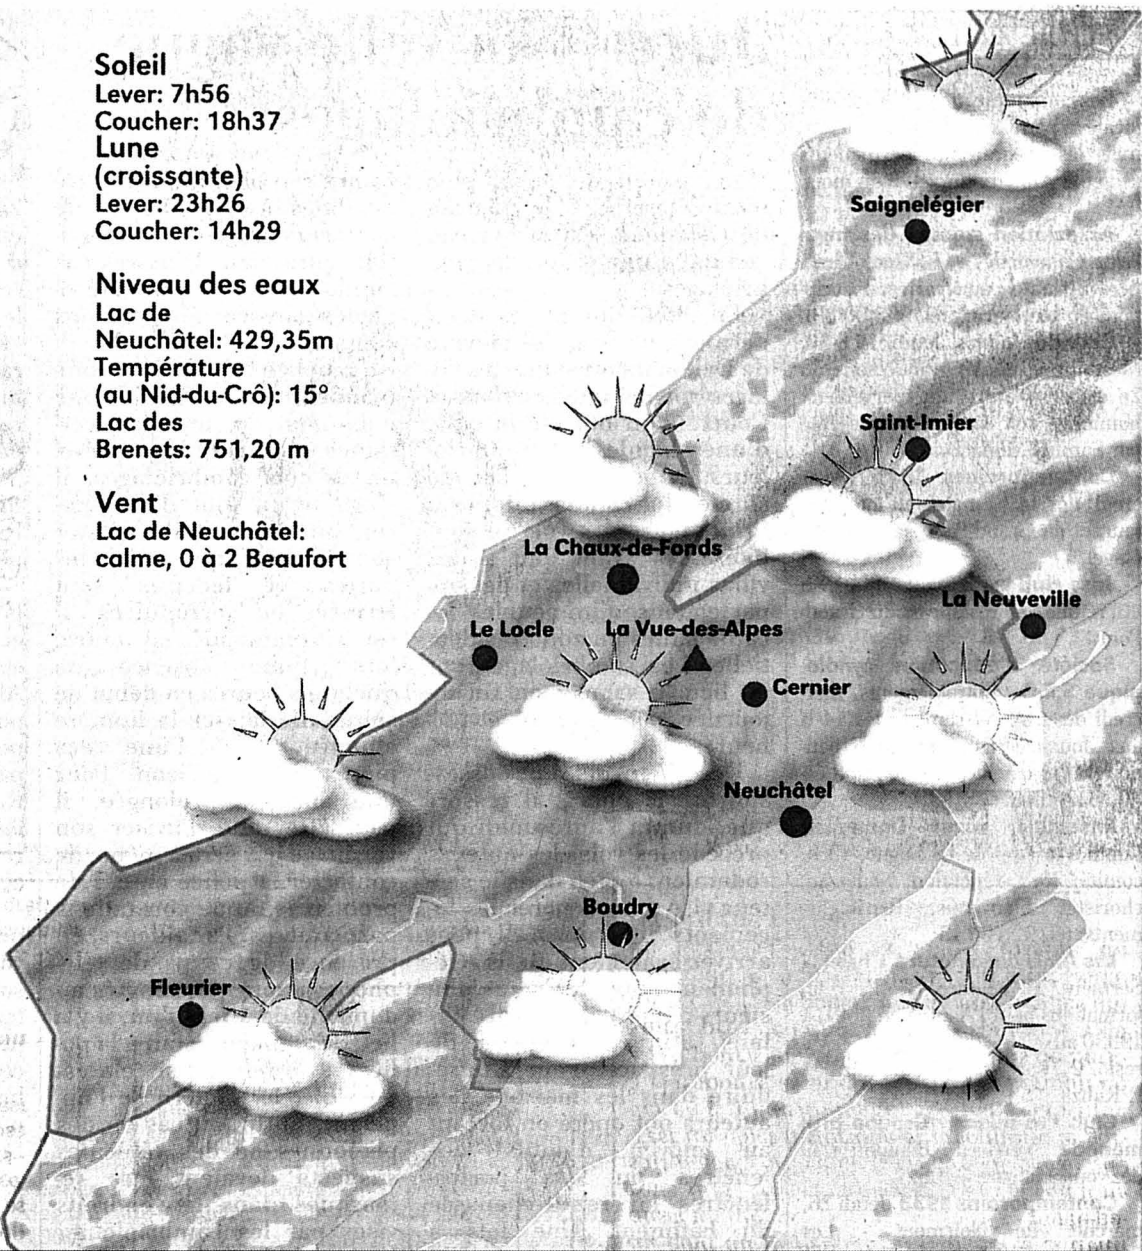 Soleil
Lever: 7h56
Coucher: 18h37
Lune
(croissante)
Lever: 23h26
Coucher: 14h29
Niveau des eaux
Lac de
Neuchâtel: 429,35m
Température
(au Nid-du-Crô): 15°
Lac des
Brenets: 751,20 m
Vent
Lac de Neuchâtel:
calme, 0 à 2 Beaufort
Saignelégier
Saint-Imier
La Chaux-de-Fonds
La Neuveville
Le Locle
La Vue-des-Alpes
Cernier
Neuchâtel
Boudry
Fleurier